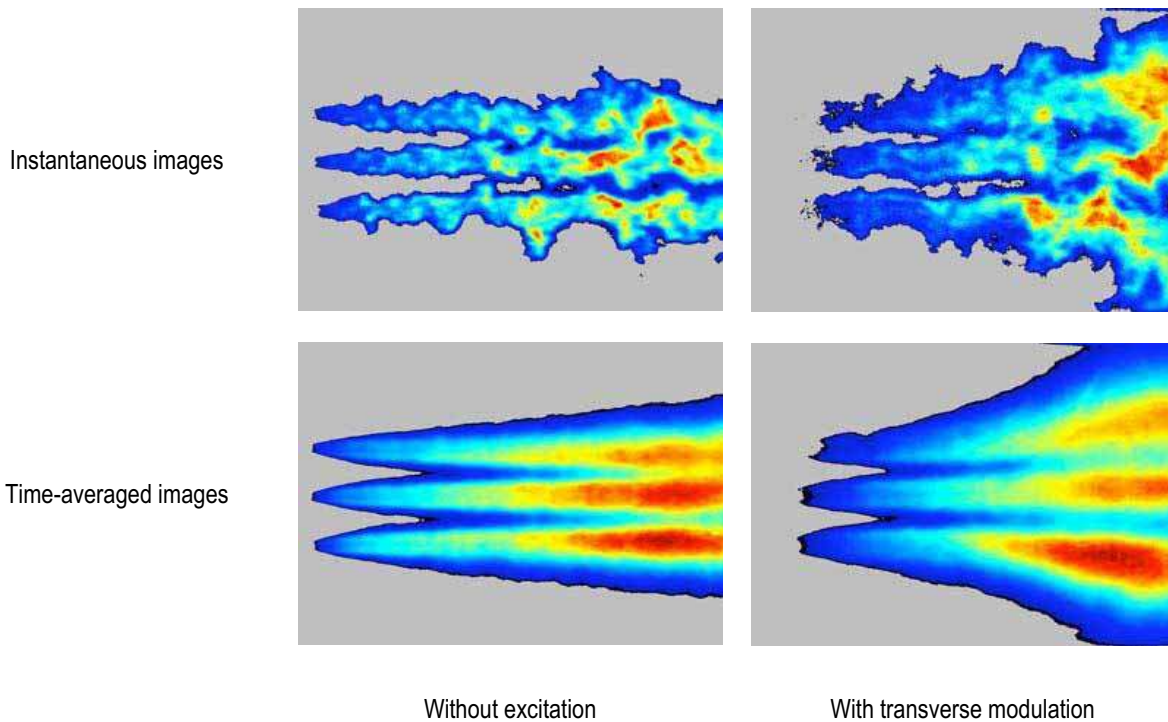 Instantaneous images
Time-averaged images
Without excitation
With transverse modulation